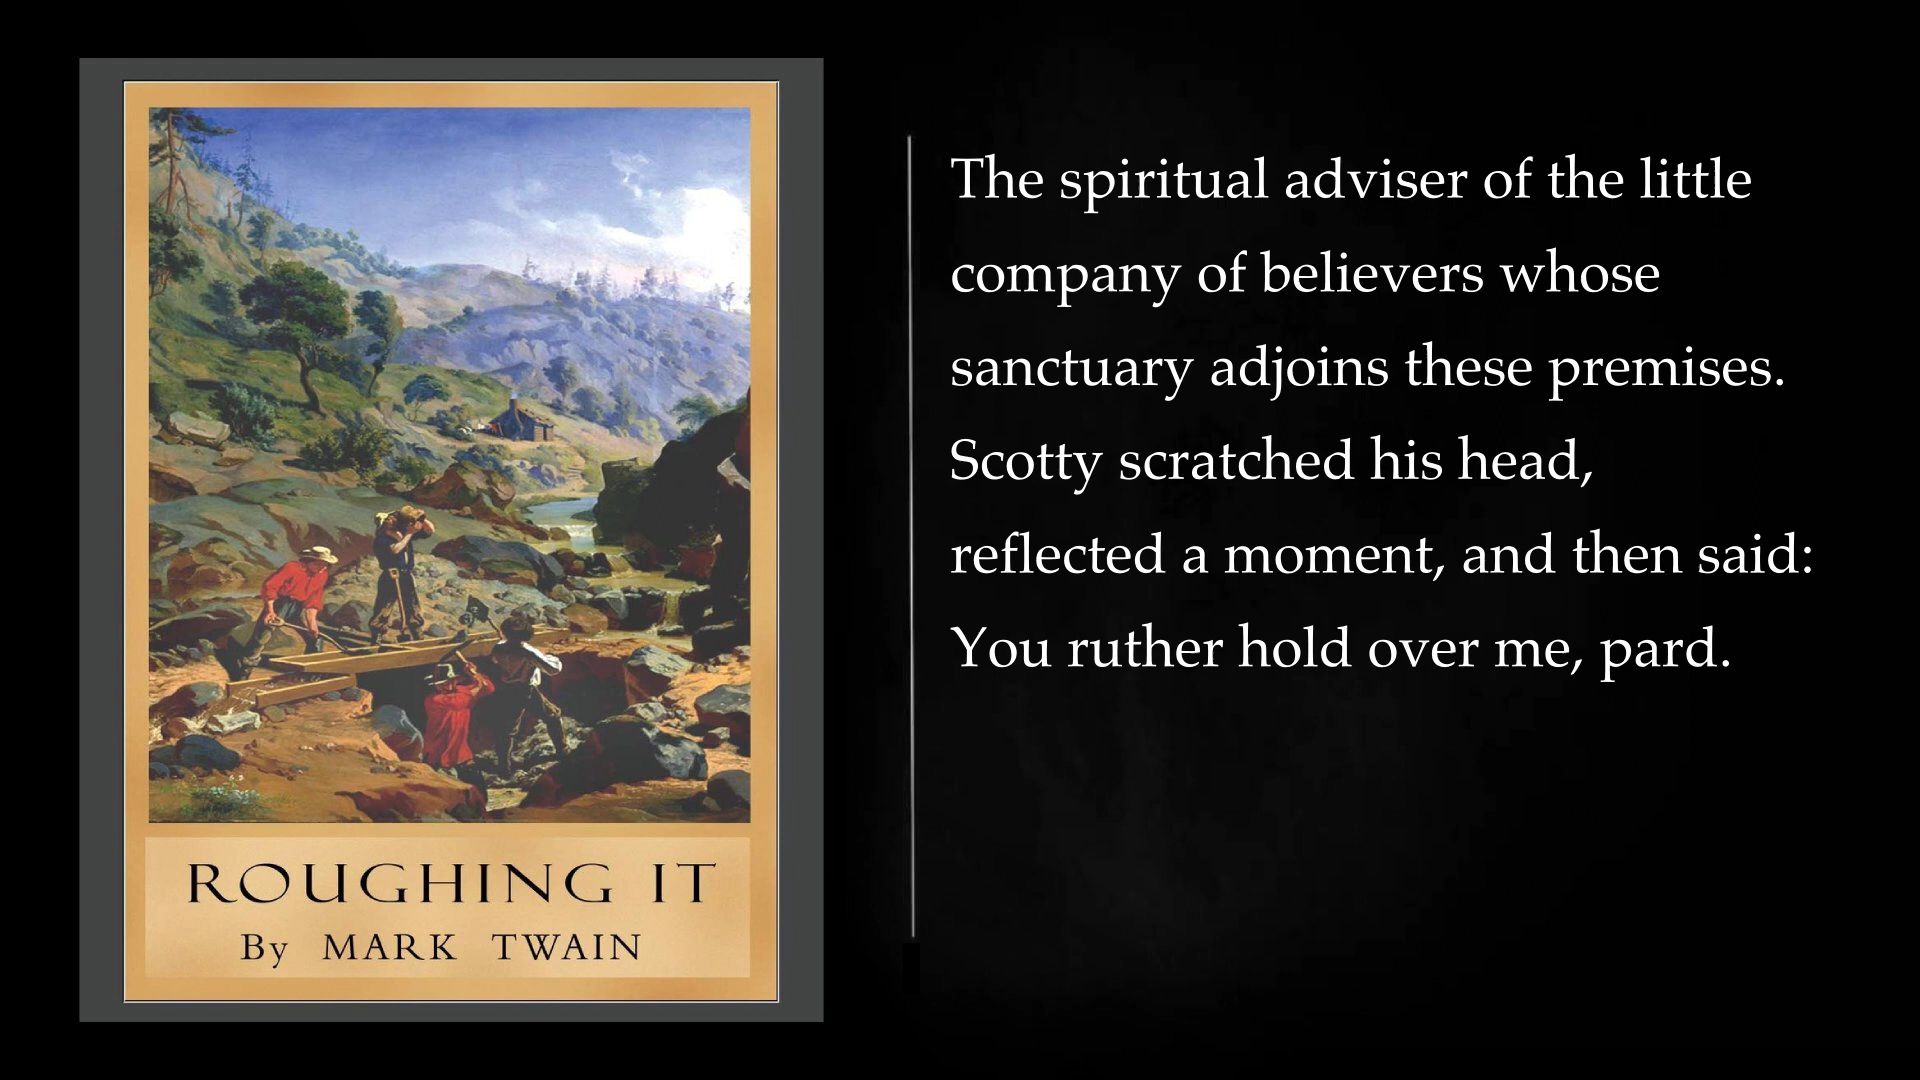 ROUGHING IT
By MARK TWAIN
The spiritual adviser of the little
company of believers whose
sanctuary adjoins these premises.
Scotty scratched his head,
reflected a moment, and then said:
You ruther hold over me, pard.